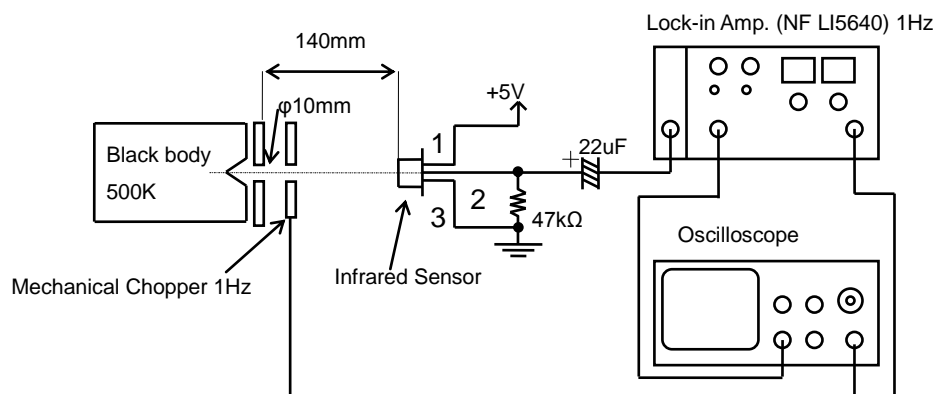 Lock-in Amp. (NF LI5640) 1Hz
140mm
+5V
φ10mm
1
+
22uF
Black body
500K
2
3
47kΩ
Oscilloscope
Mechanical Chopper 1Hz
Infrared Sensor